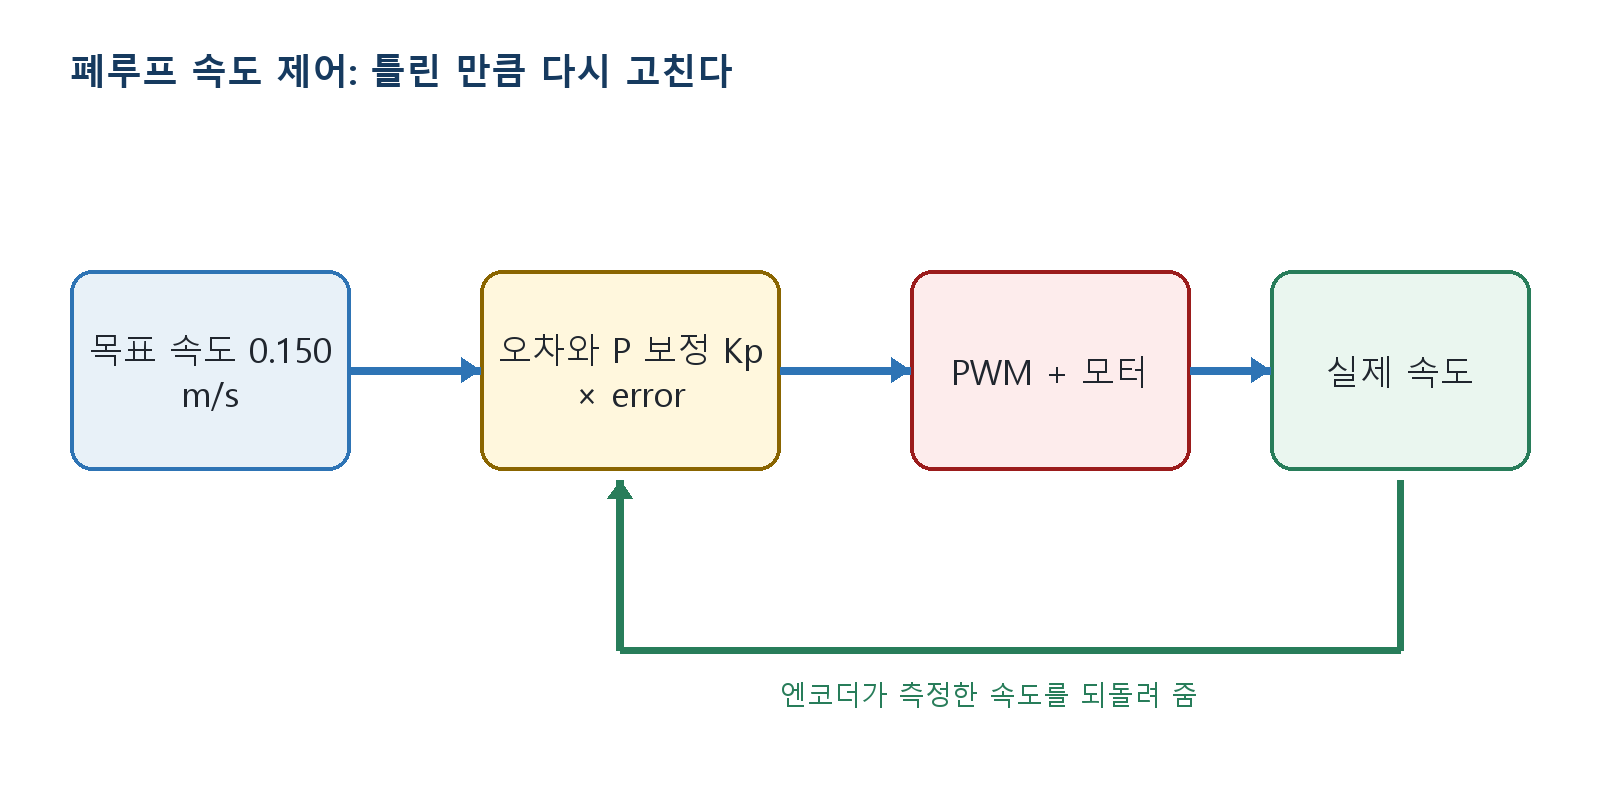 폐루프 속도 제어: 틀린 만큼 다시 고친다
목표 속도 0.150
m/s
오차와 P 보정 Kp
× error
PWM + 모터
실제 속도
엔코더가 측정한 속도를 되돌려 줌